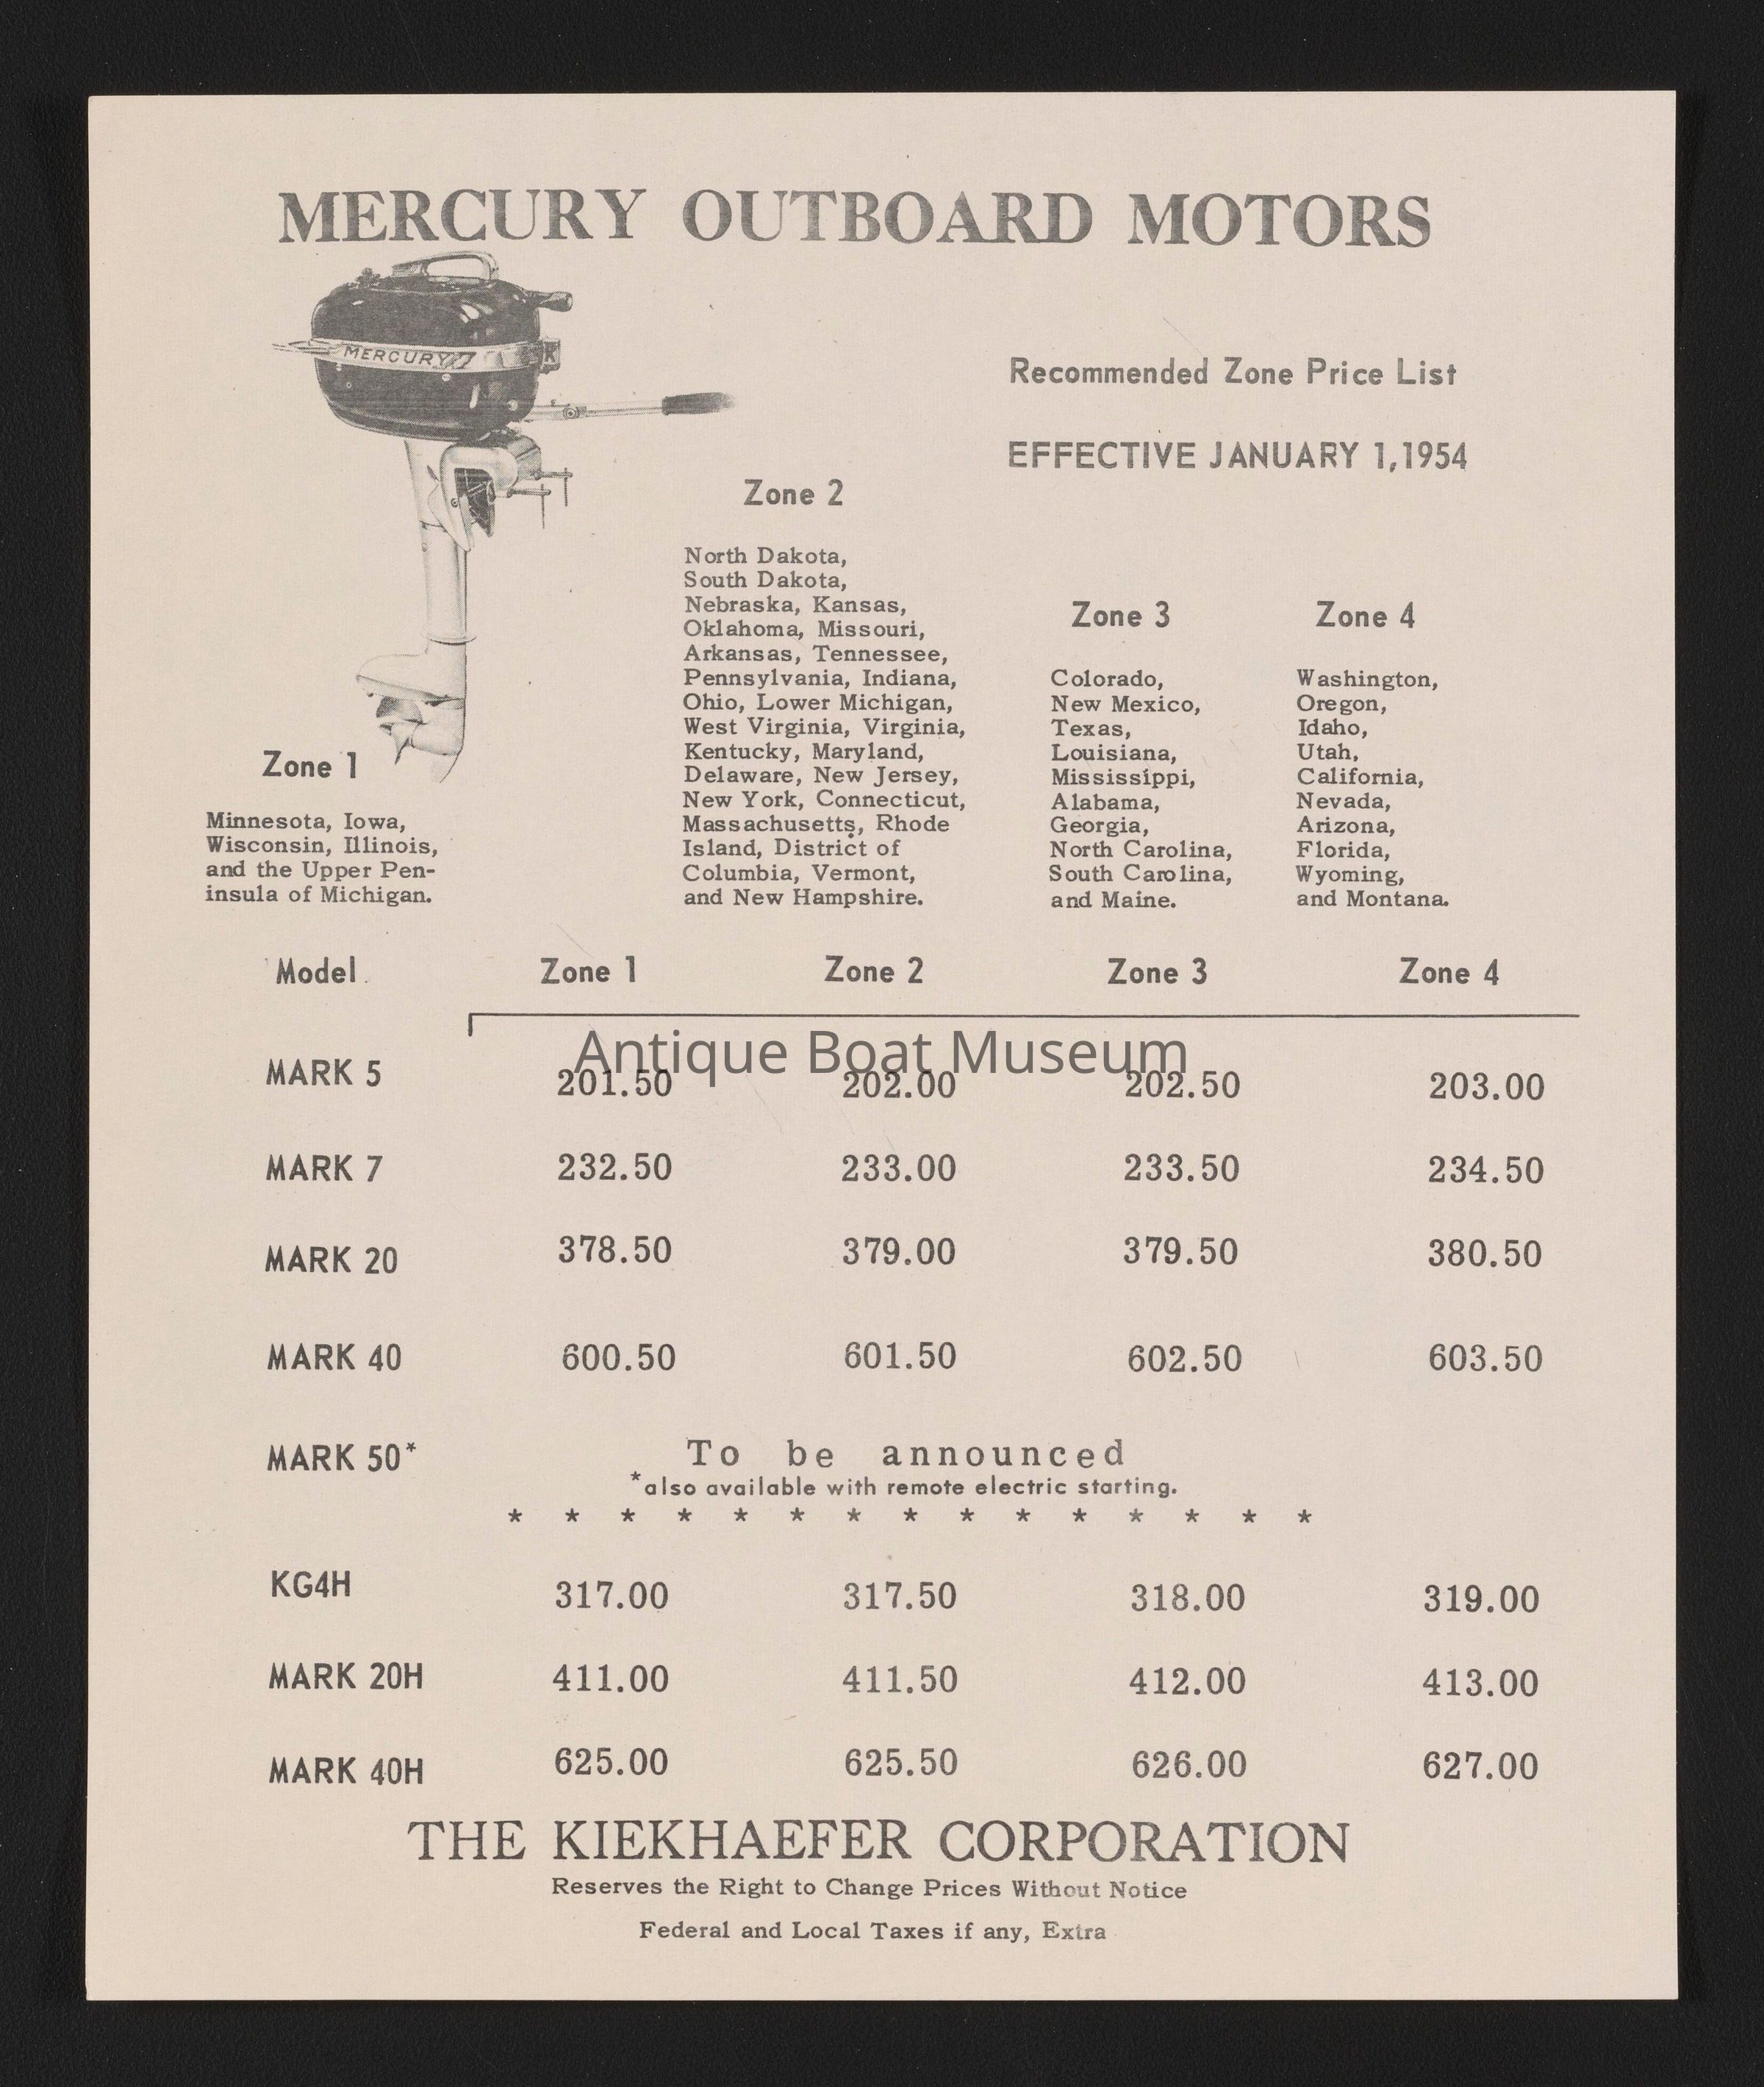 MERCURY OUTBOARD MOTORS
MERCURY 7
K
Recommended Zone Price List
EFFECTIVE JANUARY 1,1954
Zone 1
Minnesota, Iowa,
Wisconsin, Illinois,
and the Upper Pen-
insula of Michigan.
Zone 2
North Dakota,
South Dakota,
Nebraska, Kansas,
Oklahoma, Missouri,
Arkansas, Tennessee,
Pennsylvania, Indiana,
Ohio, Lower Michigan,
West Virginia, Virginia,
Kentucky, Maryland,
Delaware, New Jersey,
New York, Connecticut,
Massachusetts, Rhode
Island, District of
Columbia, Vermont,
and New Hampshire.
Zone 3
Colorado,
New Mexico,
Texas,
Louisiana,
Mississippi,
Alabama,
Georgia,
North Carolina,
South Carolina,
and Maine.
Zone 4
Washington,
Oregon,
Idaho,
Utah,
California,
Nevada,
Arizona,
Florida,
Wyoming,
and Montana.
Model Zone 1 Zone 2 Zone 3 Zone 4
Antique Boat Museum
MARK 5 201.50 202.00 202.50 203.00
MARK 7 232.50 233.00 233.50 234.50
MARK 20 378.50 379.00 379.50 380.50
MARK 40 600.50 601.50 602.50 603.50
MARK 50* To be announced
*also available with remote electric starting.
* * * * * * * * * * * * * * *
KG4H 317.00 317.50 318.00 319.00
MARK 20H 411.00 411.50 412.00 413.00
MARK 40H 625.00 625.50 626.00 627.00
THE KIEKHAEFER CORPORATION
Reserves the Right to Change Prices Without Notice
Federal and Local Taxes if any, Extra